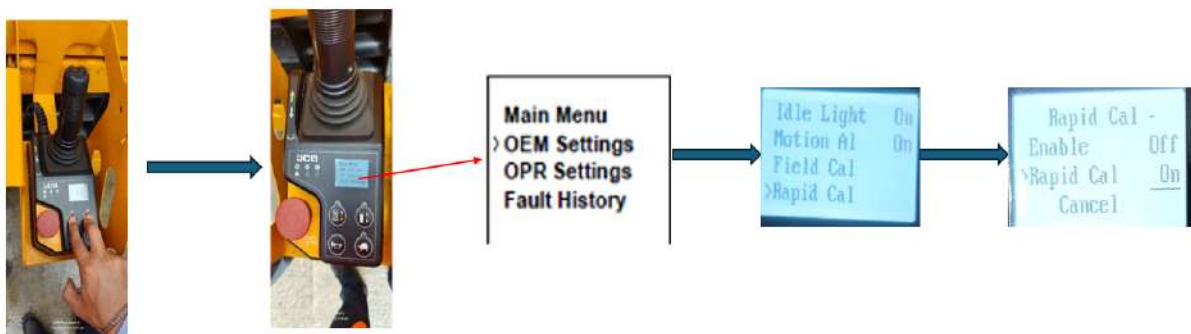 JCB
Main Menu
>OEM Settings
OPR Settings
Fault History
Idle Light On
Motion Al On
Field Cal
>Rapid Cal
Rapid Cal -
Enable Off
>Rapid Cal On
Cancel